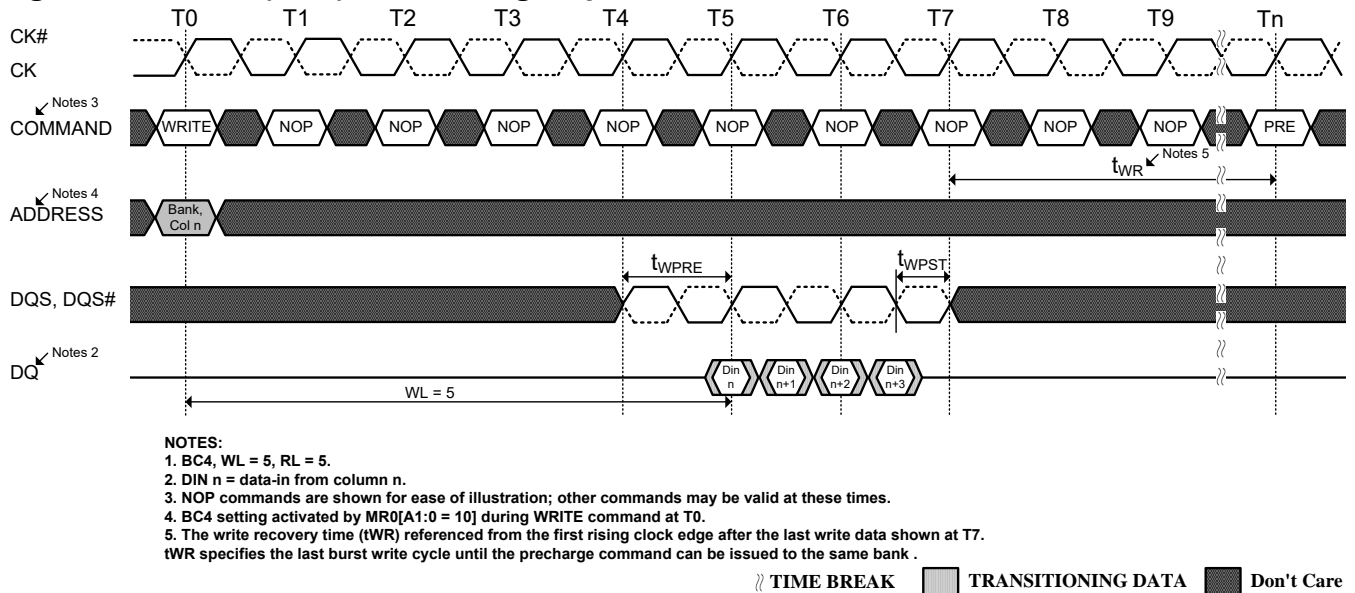 T0 T1 T2 T3 T4 T5 T6 T7 T8 T9 Tn
CK#
CK
Notes 3
COMMAND WRITE NOP NOP NOP NOP NOP NOP NOP NOP NOP PRE
tWR Notes 5
Notes 4
ADDRESS Bank,
Col n
tWPRE tWPST
DQS, DQS#
Notes 2
DQ Din Din Din Din
n n+1 n+2 n+3
WL = 5
NOTES:
1. BC4, WL = 5, RL = 5.
2. DIN n = data-in from column n.
3. NOP commands are shown for ease of illustration; other commands may be valid at these times.
4. BC4 setting activated by MR0[A1:0 = 10] during WRITE command at T0.
5. The write recovery time (tWR) referenced from the first rising clock edge after the last write data shown at T7.
tWR specifies the last burst write cycle until the precharge command can be issued to the same bank .
TIME BREAK TRANSITIONING DATA Don't Care